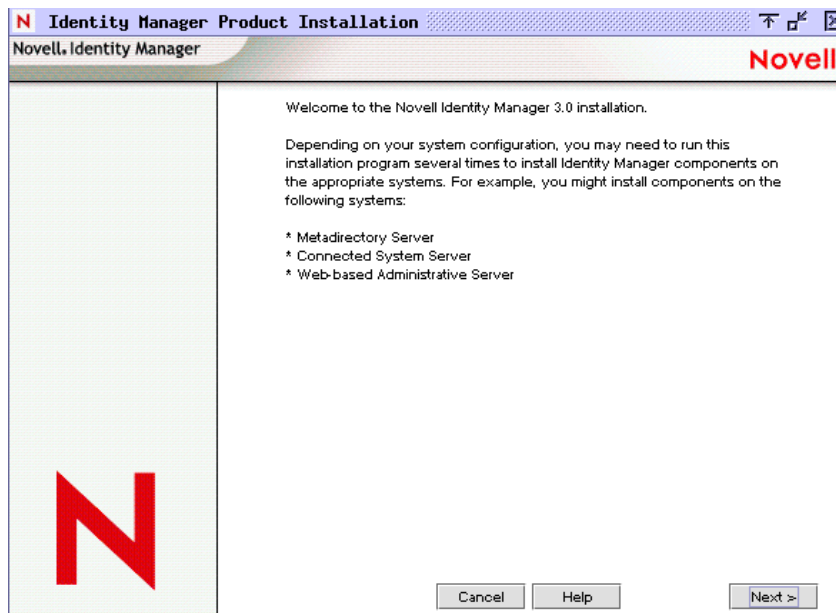 N Identity Manager Product Installation
Novell. Identity Manager
Novell
Welcome to the Novell Identity Manager 3.0 installation.
Depending on your system configuration, you may need to run this
installation program several times to install Identity Manager components on
the appropriate systems. For example, you might install components on the
following systems:
* Metadirectory Server
* Connected System Server
* Web-based Administrative Server
N
Cancel
Help
Next >